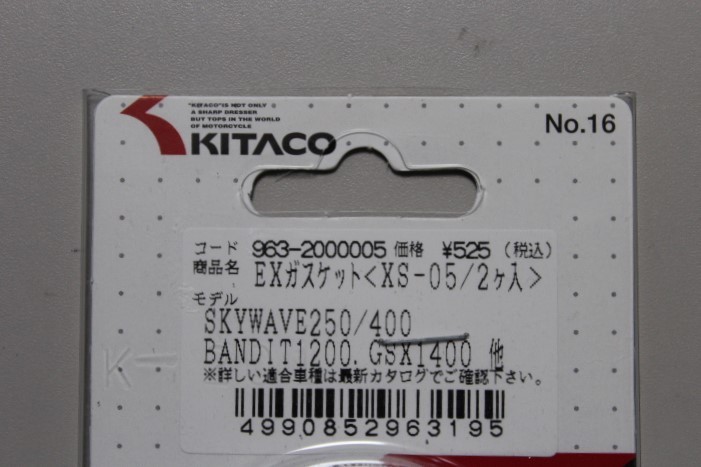 "KITACO"IS NOT ONLY
A SHARP DRESSER
BUT TOPS IN THE WORLD
OF MOTORCYCLE
KITACO
No.16
コード 963-2000005 価格 ¥525 (税込)
商品名 EXガスケット<XS-05/2ヶ入>
モデル
SKYWAVE250/400
BANDIT1200.GSX1400 他
※詳しい適合車種は最新カタログでご確認下さい。
4990852963195